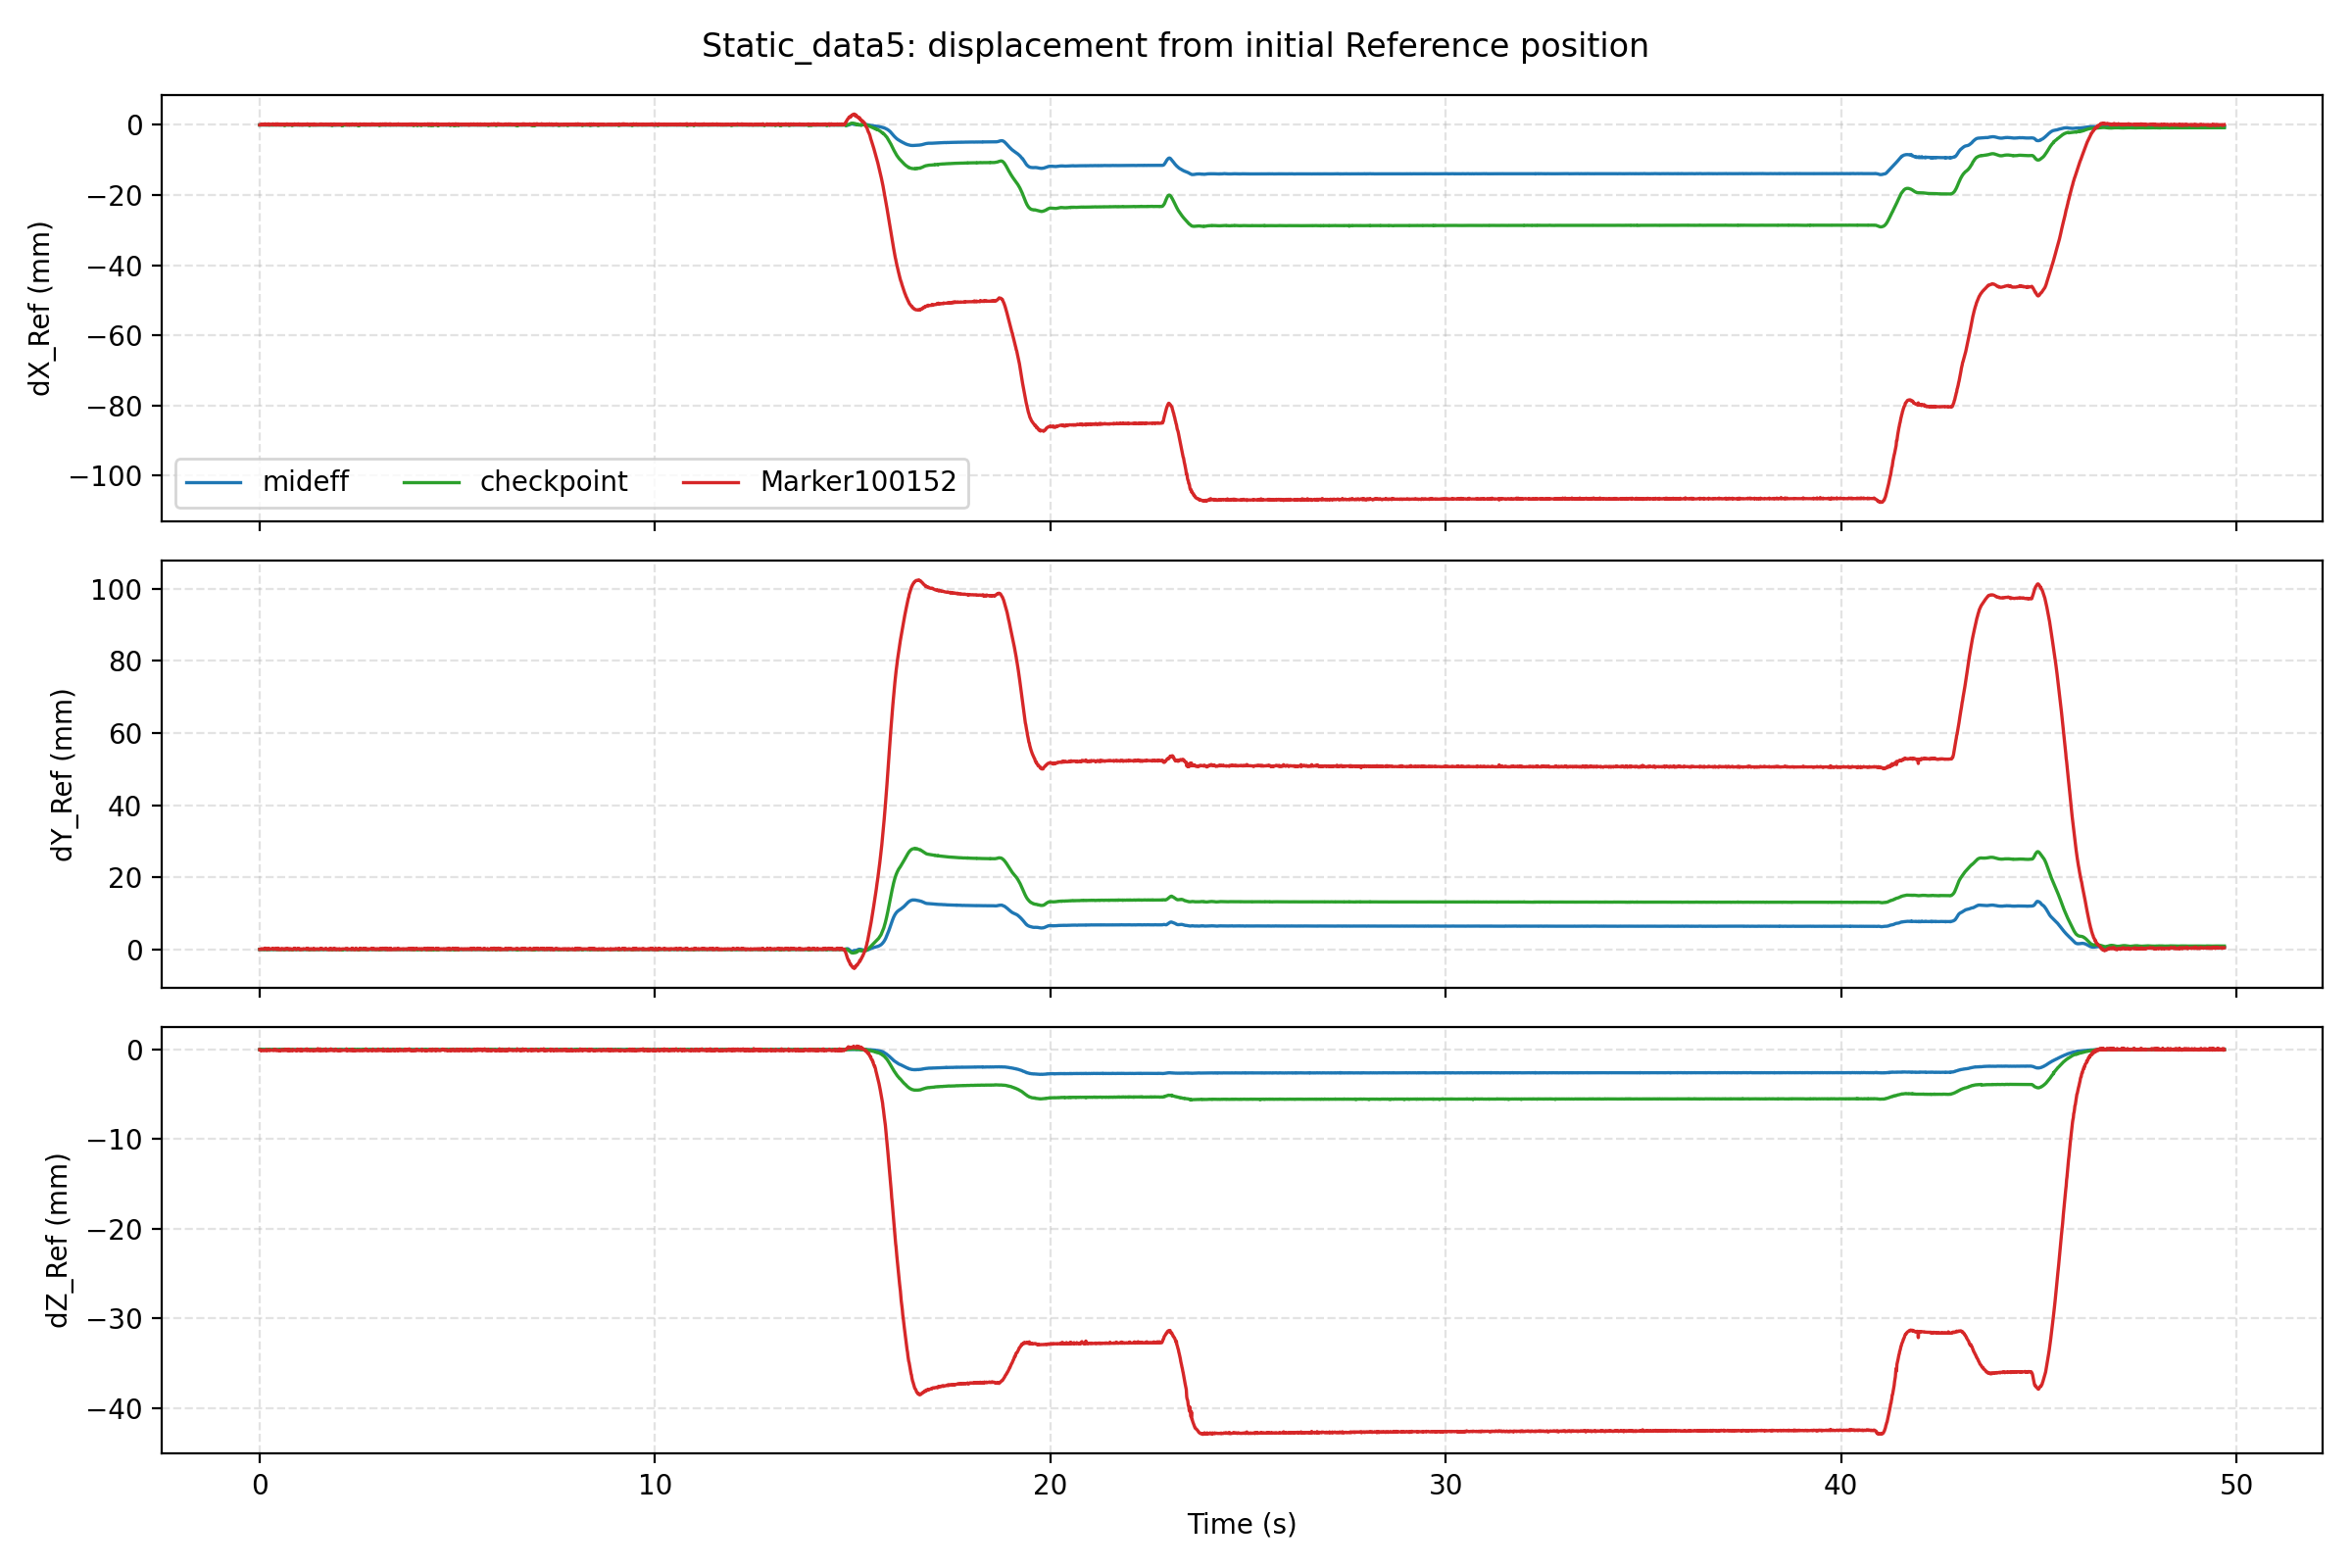 Static_data5: displacement from initial Reference position
0
−20
−40
−60
−80
−100
dX_Ref (mm)
mideff checkpoint Marker100152
100
80
60
40
20
0
dY_Ref (mm)
0
−10
−20
−30
−40
dZ_Ref (mm)
0 10 20 30 40 50
Time (s)